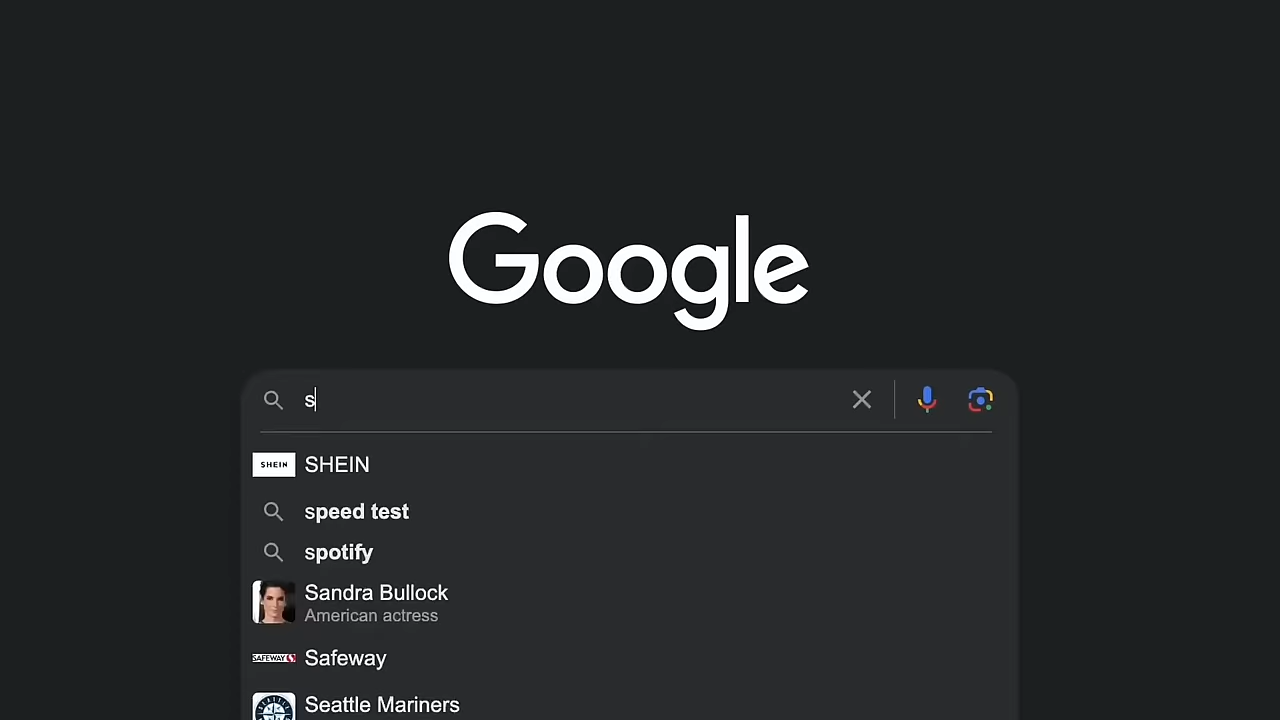 Google
s
SHEIN SHEIN
speed test
spotify
Sandra Bullock
American actress
SAFEWAY Safeway
Seattle Mariners